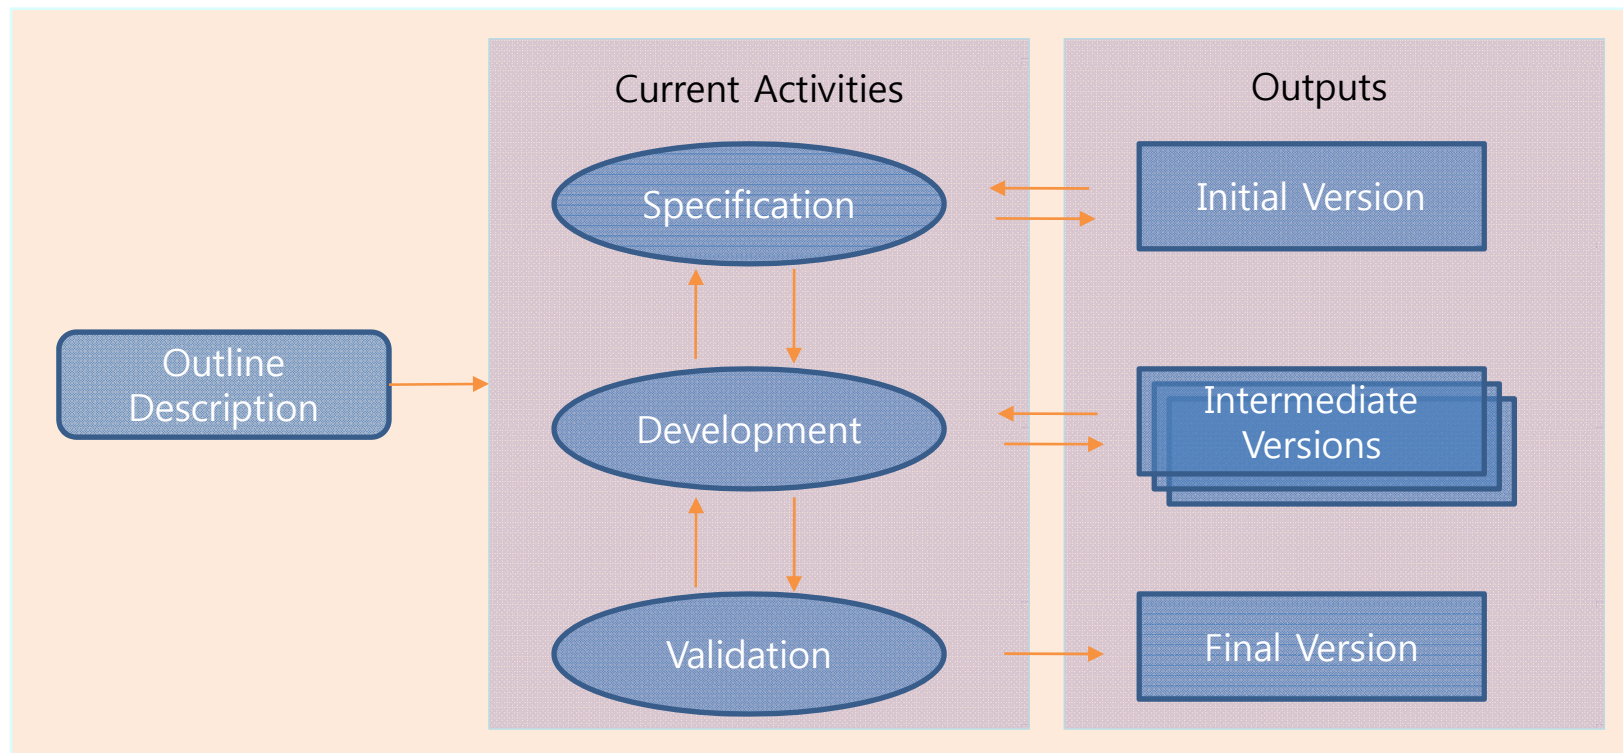 Current Activities
Outputs
Specification
Initial Version
Outline
Description
Development
Intermediate
Versions
Validation
Final Version